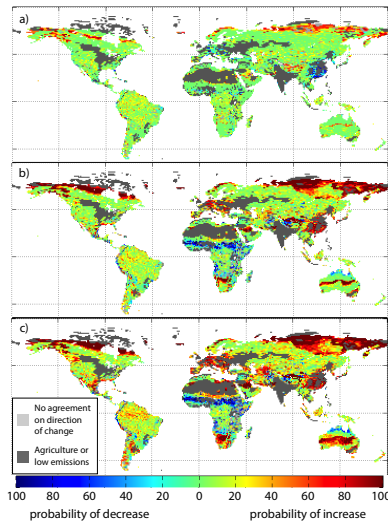 a)
b)
c)
No agreement
on direction
of change
Agriculture or
low emissions
100 80 60 40 20 0 20 40 60 80 100
probability of decrease probability of increase